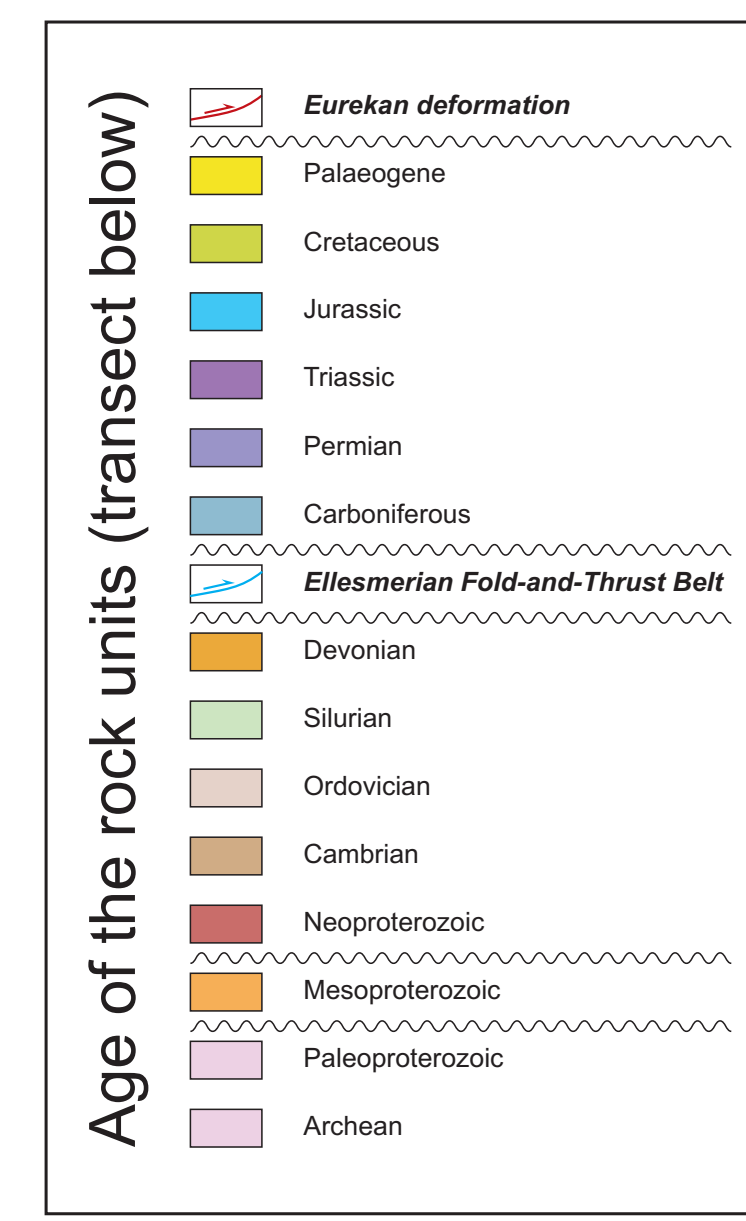 Age of the rock units (transect below)
Eurekan deformation
Palaeogene
Cretaceous
Jurassic
Triassic
Permian
Carboniferous
Ellesmerian Fold-and-Thrust Belt
Devonian
Silurian
Ordovician
Cambrian
Neoproterozoic
Mesoproterozoic
Paleoproterozoic
Archean